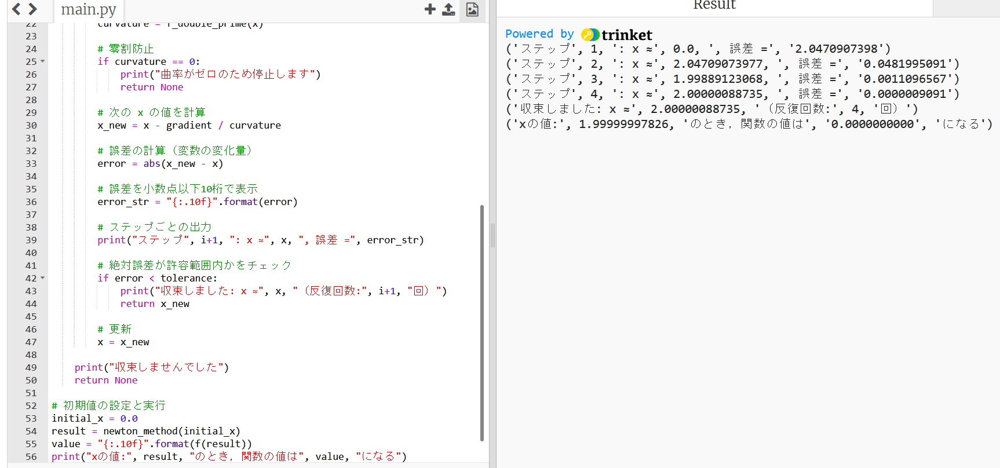 main.py
22 curvature = f_double_prime(x)
23
24 # 零割防止
25 if curvature == 0:
26 print("曲率がゼロのため停止します")
27 return None
28
29 # 次の x の値を計算
30 x_new = x - gradient / curvature
31
32 # 誤差の計算（変数の変化量）
33 error = abs(x_new - x)
34
35 # 誤差を小数点以下10桁で表示
36 error_str = "{:.10f}".format(error)
37
38 # ステップごとの出力
39 print("ステップ", i+1, ": x ≈", x, ", 誤差 =", error_str)
40
41 # 絶対誤差が許容範囲内かをチェック
42 if error < tolerance:
43 print("収束しました: x ≈", x, "（反復回数:", i+1, "回）")
44 return x_new
45
46 # 更新
47 x = x_new
48
49 print("収束しませんでした")
50 return None
51
52 # 初期値の設定と実行
53 initial_x = 0.0
54 result = newton_method(initial_x)
55 value = "{:.10f}".format(f(result))
56 print("xの値:", result, "のとき，関数の値は", value, "になる")
Result
Powered by trinket
('ステップ', 1, ': x ≈', 0.0, ', 誤差 =', '2.0470907398')
('ステップ', 2, ': x ≈', 2.04709073977, ', 誤差 =', '0.0481995091')
('ステップ', 3, ': x ≈', 1.99889123068, ', 誤差 =', '0.0011096567')
('ステップ', 4, ': x ≈', 2.00000088735, ', 誤差 =', '0.0000009091')
('収束しました: x ≈', 2.00000088735, '（反復回数:', 4, '回）')
('xの値:', 1.99999997826, 'のとき，関数の値は', '0.0000000000', 'になる')